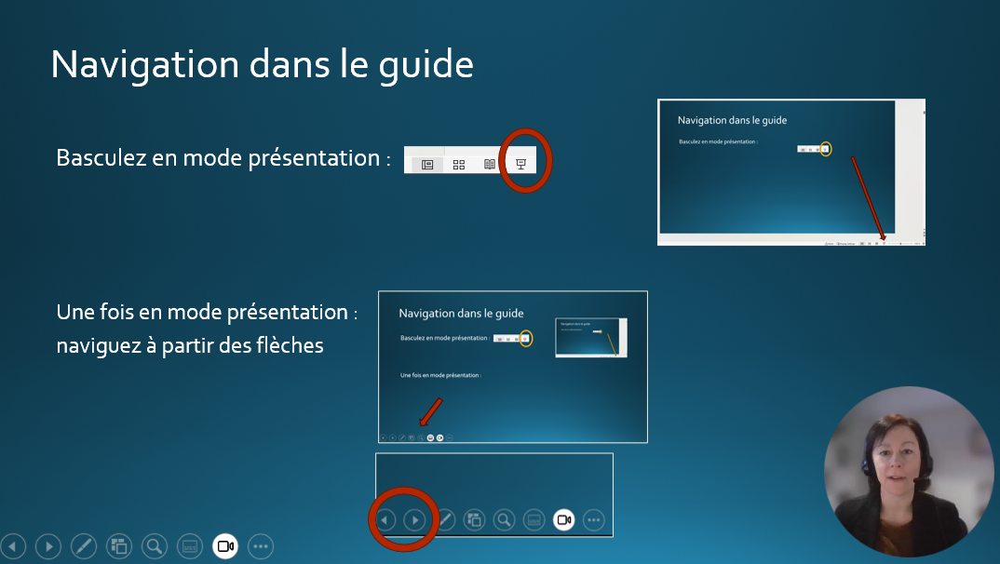 Navigation dans le guide
Basculez en mode présentation :
Navigation dans le guide
Basculez en mode présentation :
Une fois en mode présentation :
naviguez à partir des flèches
Navigation dans le guide
Basculez en mode présentation :
Navigation dans le guide
Une fois en mode présentation :